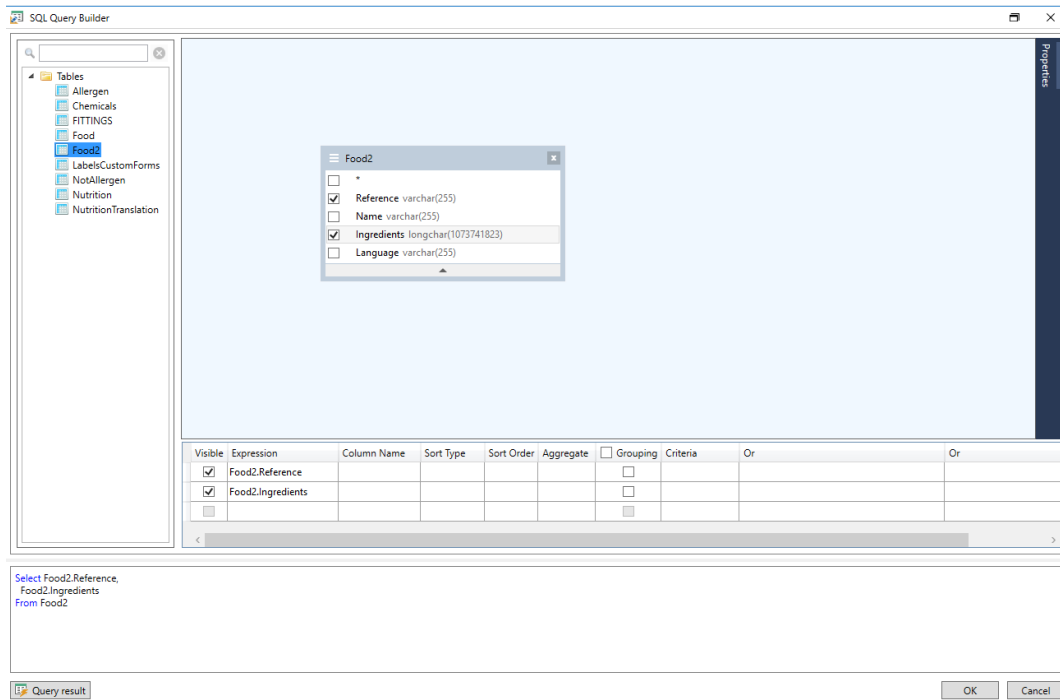 SQL Query Builder
Tables
Allergen
Chemicals
FITTINGS
Food
Food2
LabelsCustomForms
NotAllergen
Nutrition
NutritionTranslation
Properties
Food2
*
Reference varchar(255)
Name varchar(255)
Ingredients longchar(1073741823)
Language varchar(255)
Visible Expression Column Name Sort Type Sort Order Aggregate Grouping Criteria Or Or
Food2.Reference
Food2.Ingredients
Select Food2.Reference,
Food2.Ingredients
From Food2
Query result OK Cancel